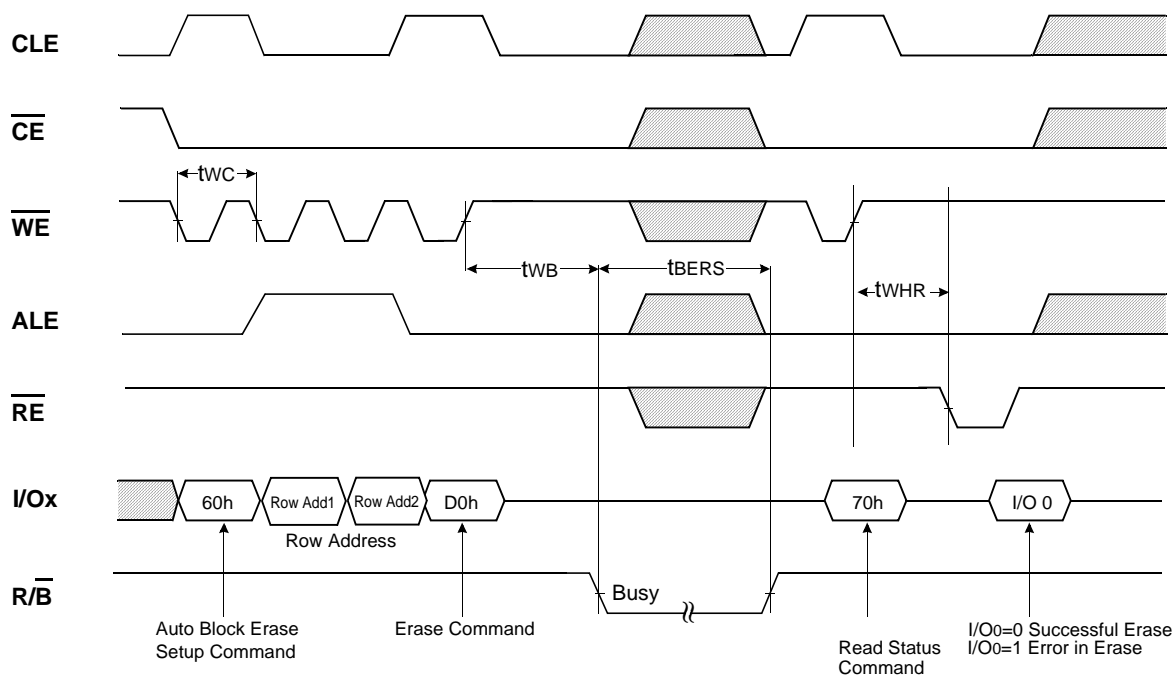 CLE
CE
tWC
WE
tWB
tBERS
tWHR
ALE
RE
I/Ox
60h
Row Add1
Row Add2
D0h
70h
I/O 0
Row Address
R/B
Busy
Auto Block Erase
Setup Command
Erase Command
Read Status
Command
I/O0=0 Successful Erase
I/O0=1 Error in Erase